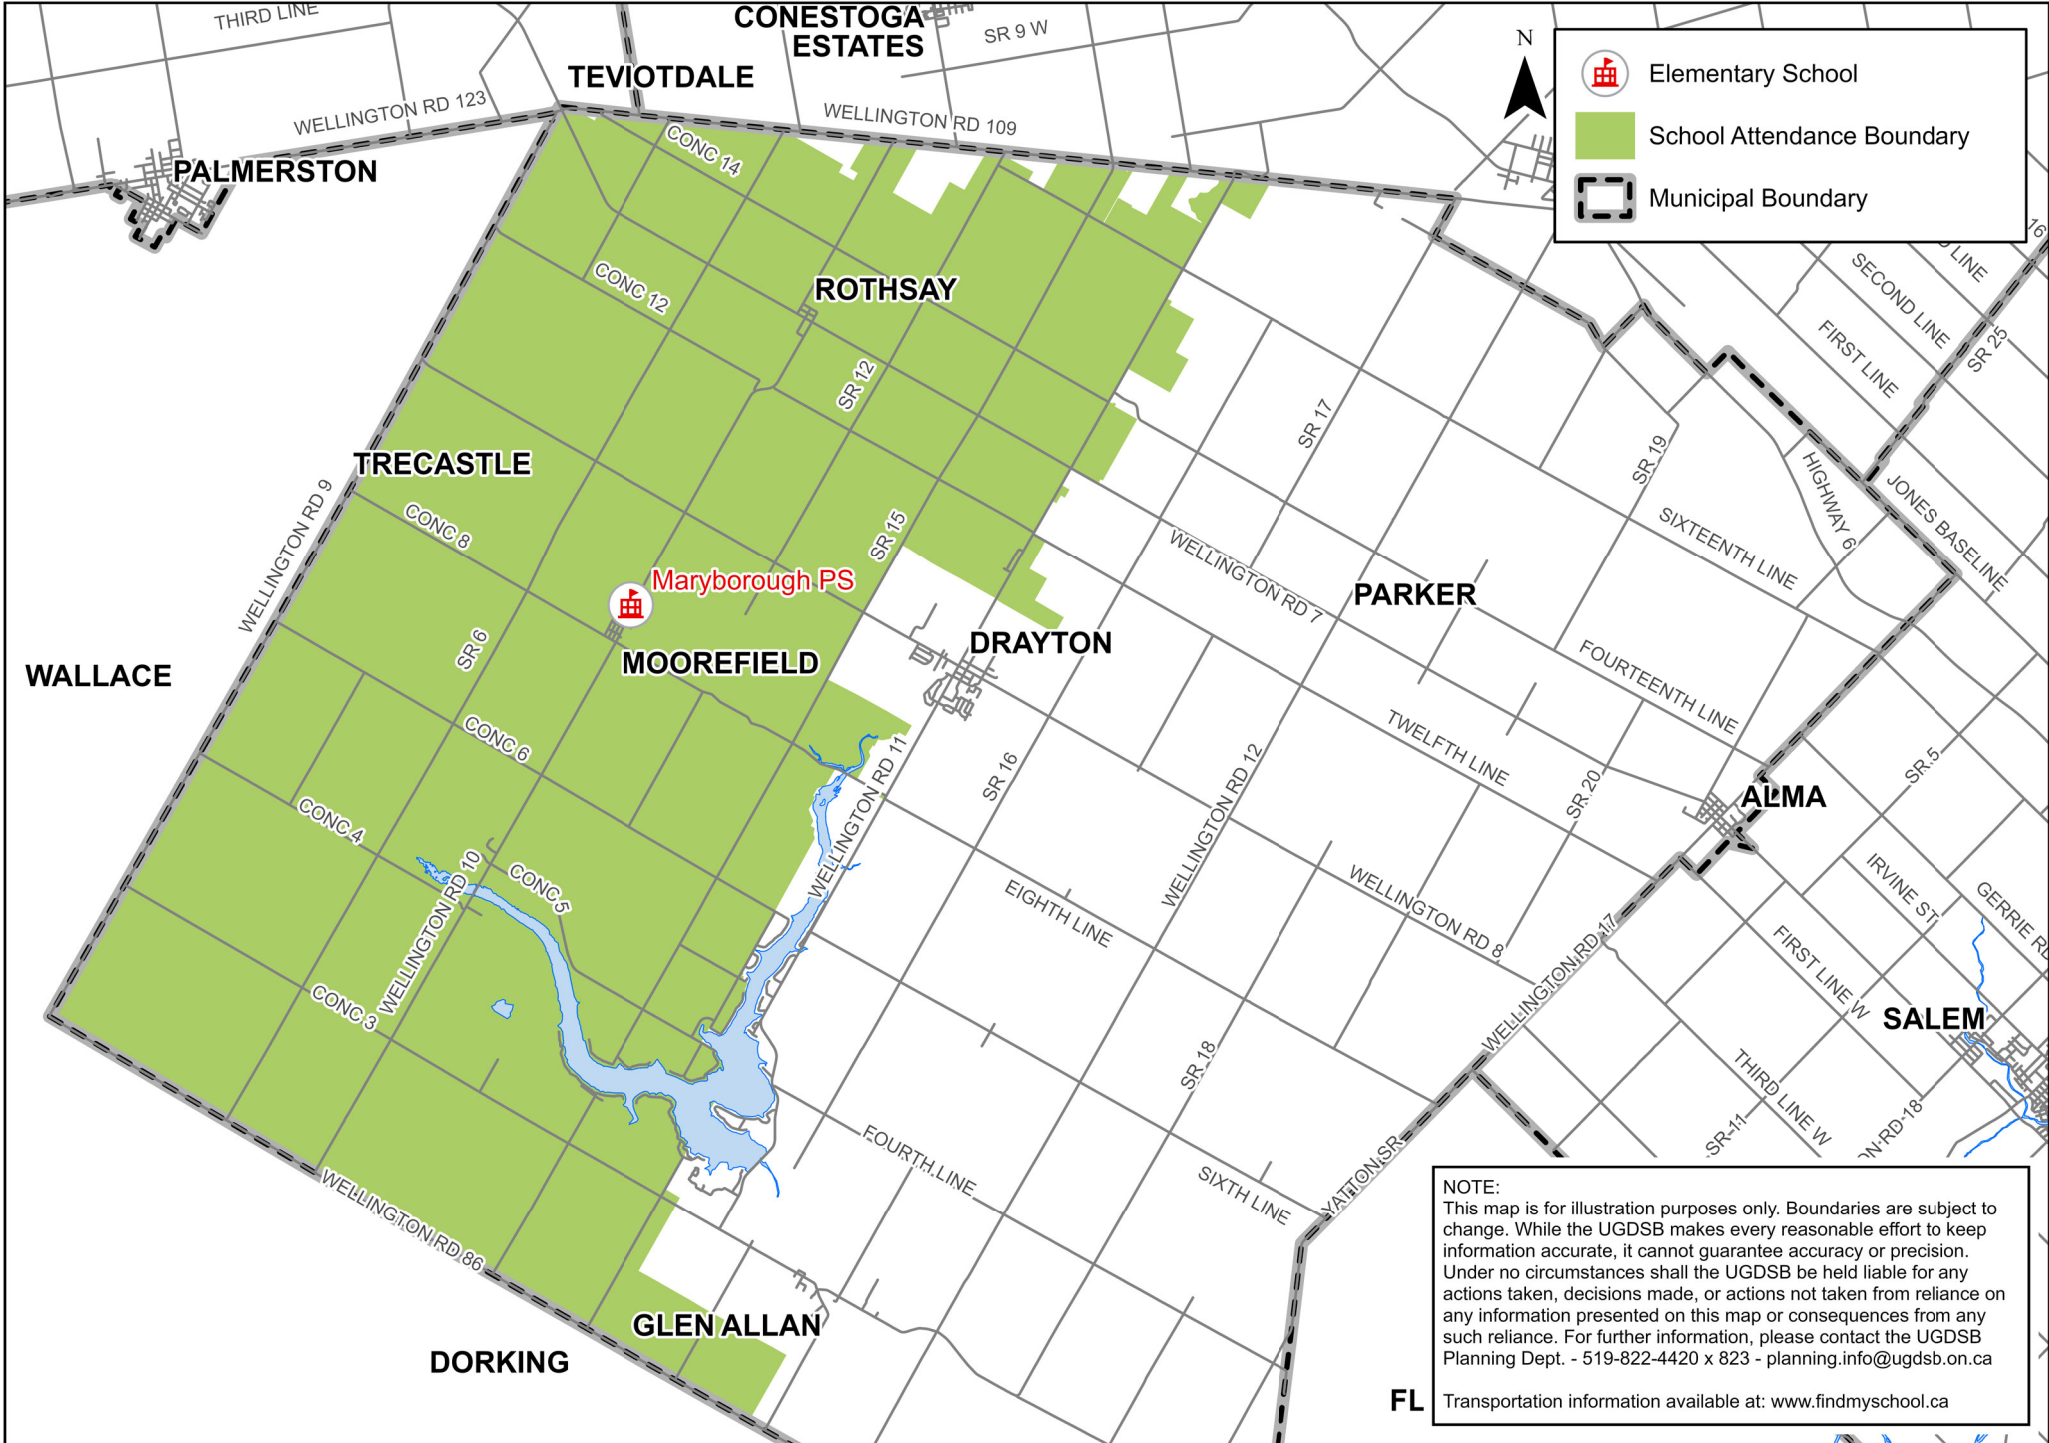 THIRD LINE
CONESTOGA
ESTATES
SR 9 W
TEVIOTDALE
N
Elementary School
School Attendance Boundary
Municipal Boundary
WELLINGTON RD 123
WELLINGTON RD 109
PALMERSTON
CONC 14
CONC 12
ROTHSAY
16
LINE
SECOND LINE
FIRST LINE
SR 25
SR 12
SR 17
TRECASTLE
SR 19
HIGHWAY 6
JONES BASELINE
WELLINGTON RD 9
CONC 8
SR 15
SIXTEENTH LINE
WELLINGTON RD 7
Maryborough PS
PARKER
SR 6
MOOREFIELD
DRAYTON
WALLACE
FOURTEENTH LINE
CONC 6
TWELFTH LINE
SR 16
WELLINGTON RD 11
WELLINGTON RD 12
SR 20
SR 5
ALMA
CONC 4
WELLINGTON RD 10
CONC 5
EIGHTH LINE
WELLINGTON RD 8
IRVINE ST
GERRIE RD
WELLINGTON RD 17
FIRST LINE W
CONC 3
SALEM
SR 18
THIRD LINE W
SR 11
ON RD 18
FOURTH LINE
SIXTH LINE
YATTON SR
WELLINGTON RD 86
GLEN ALLAN
DORKING
FL
NOTE:
This map is for illustration purposes only. Boundaries are subject to
change. While the UGDSB makes every reasonable effort to keep
information accurate, it cannot guarantee accuracy or precision.
Under no circumstances shall the UGDSB be held liable for any
actions taken, decisions made, or actions not taken from reliance on
any information presented on this map or consequences from any
such reliance. For further information, please contact the UGDSB
Planning Dept. - 519-822-4420 x 823 - planning.info@ugdsb.on.ca
Transportation information available at: www.findmyschool.ca